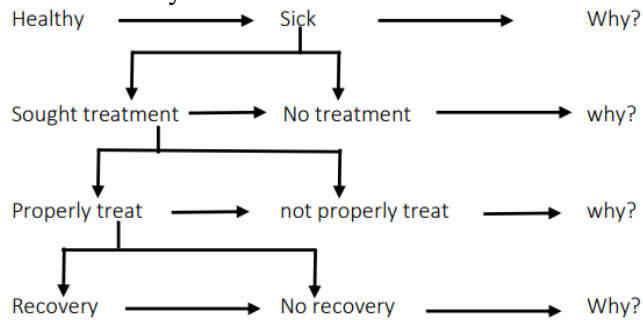 Healthy Sick Why?
Sought treatment No treatment why?
Properly treat not properly treat why?
Recovery No recovery Why?